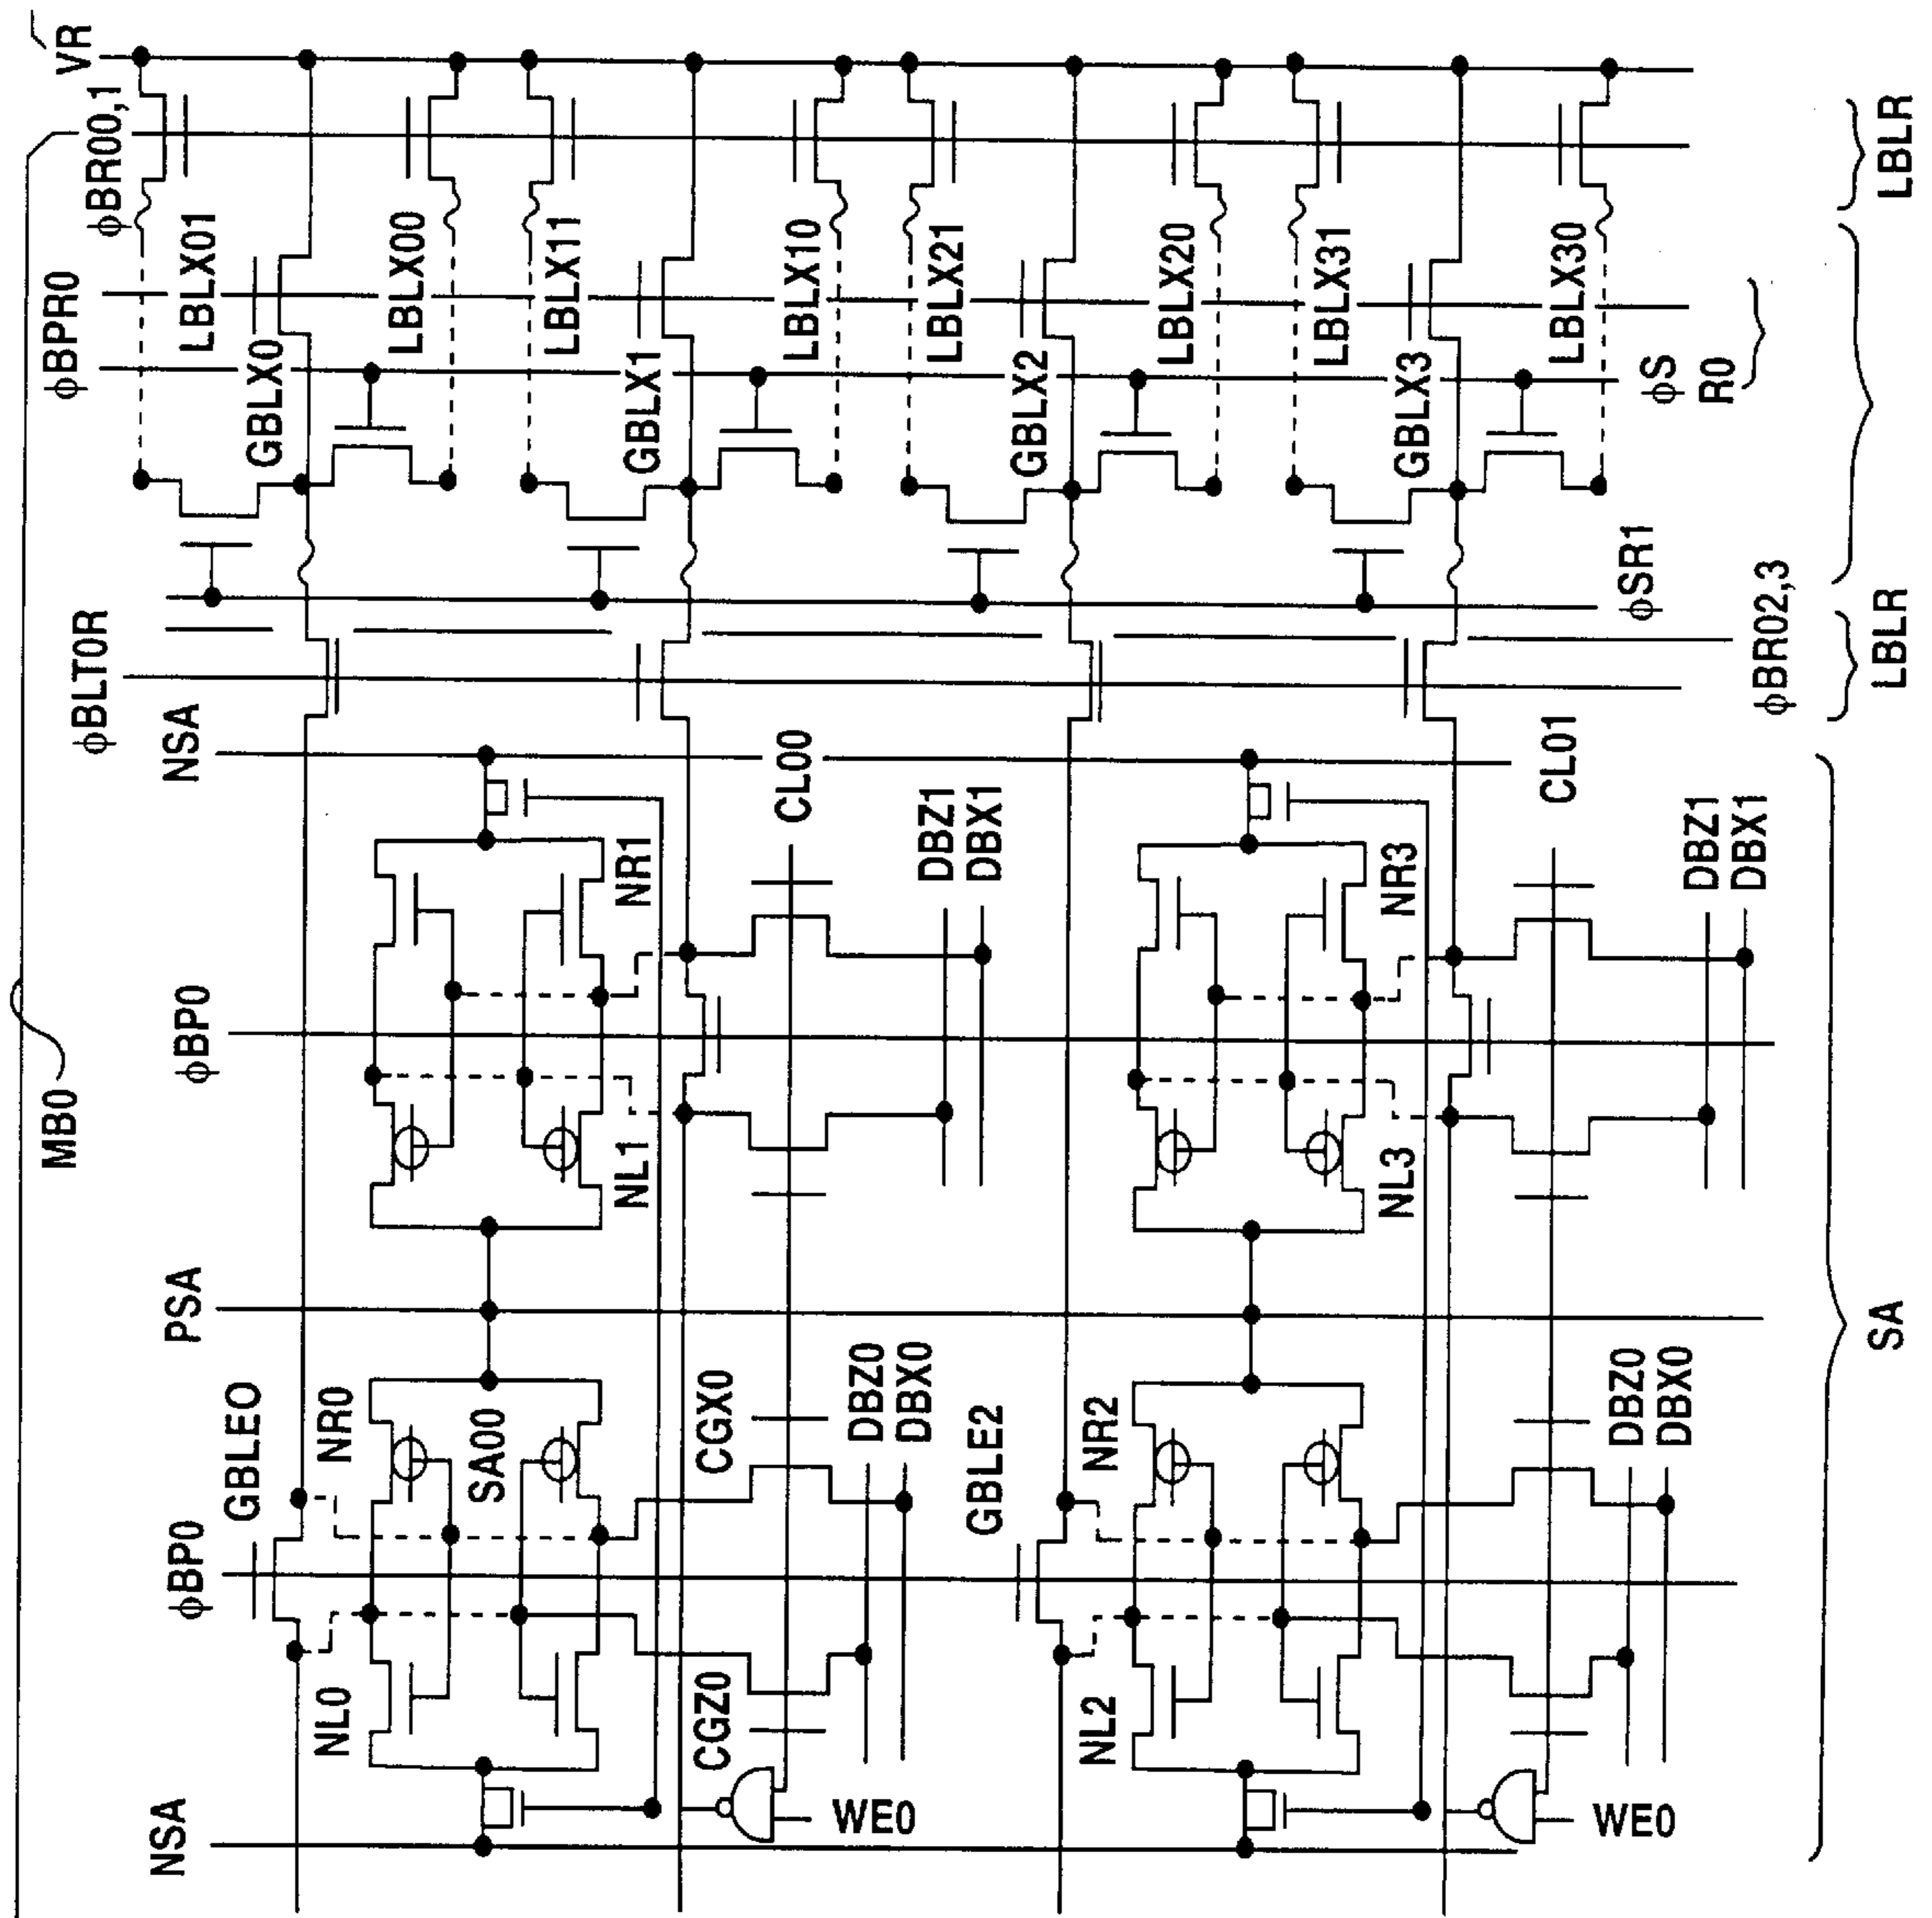 VR
ϕBR00,1
LBLX01
LBLX00
LBLX11
LBLX10
LBLX21
LBLX20
LBLX31
LBLX30
LBLR
ϕBPR0
GBLX0
GBLX1
GBLX2
GBLX3
ϕS
R0
ϕSR1
ϕBLT0R
ϕBR02,3
LBLR
NSA
CL00
CL01
NR1
DBZ1
DBX1
NR3
DBZ1
DBX1
ϕBP0
MB0
NL1
NL3
PSA
SA
GBLEO
NR0
SA00
CGX0
DBZ0
DBX0
GBLE2
NR2
DBZ0
DBX0
ϕBP0
NL0
CGZ0
NL2
NSA
WE0
WE0